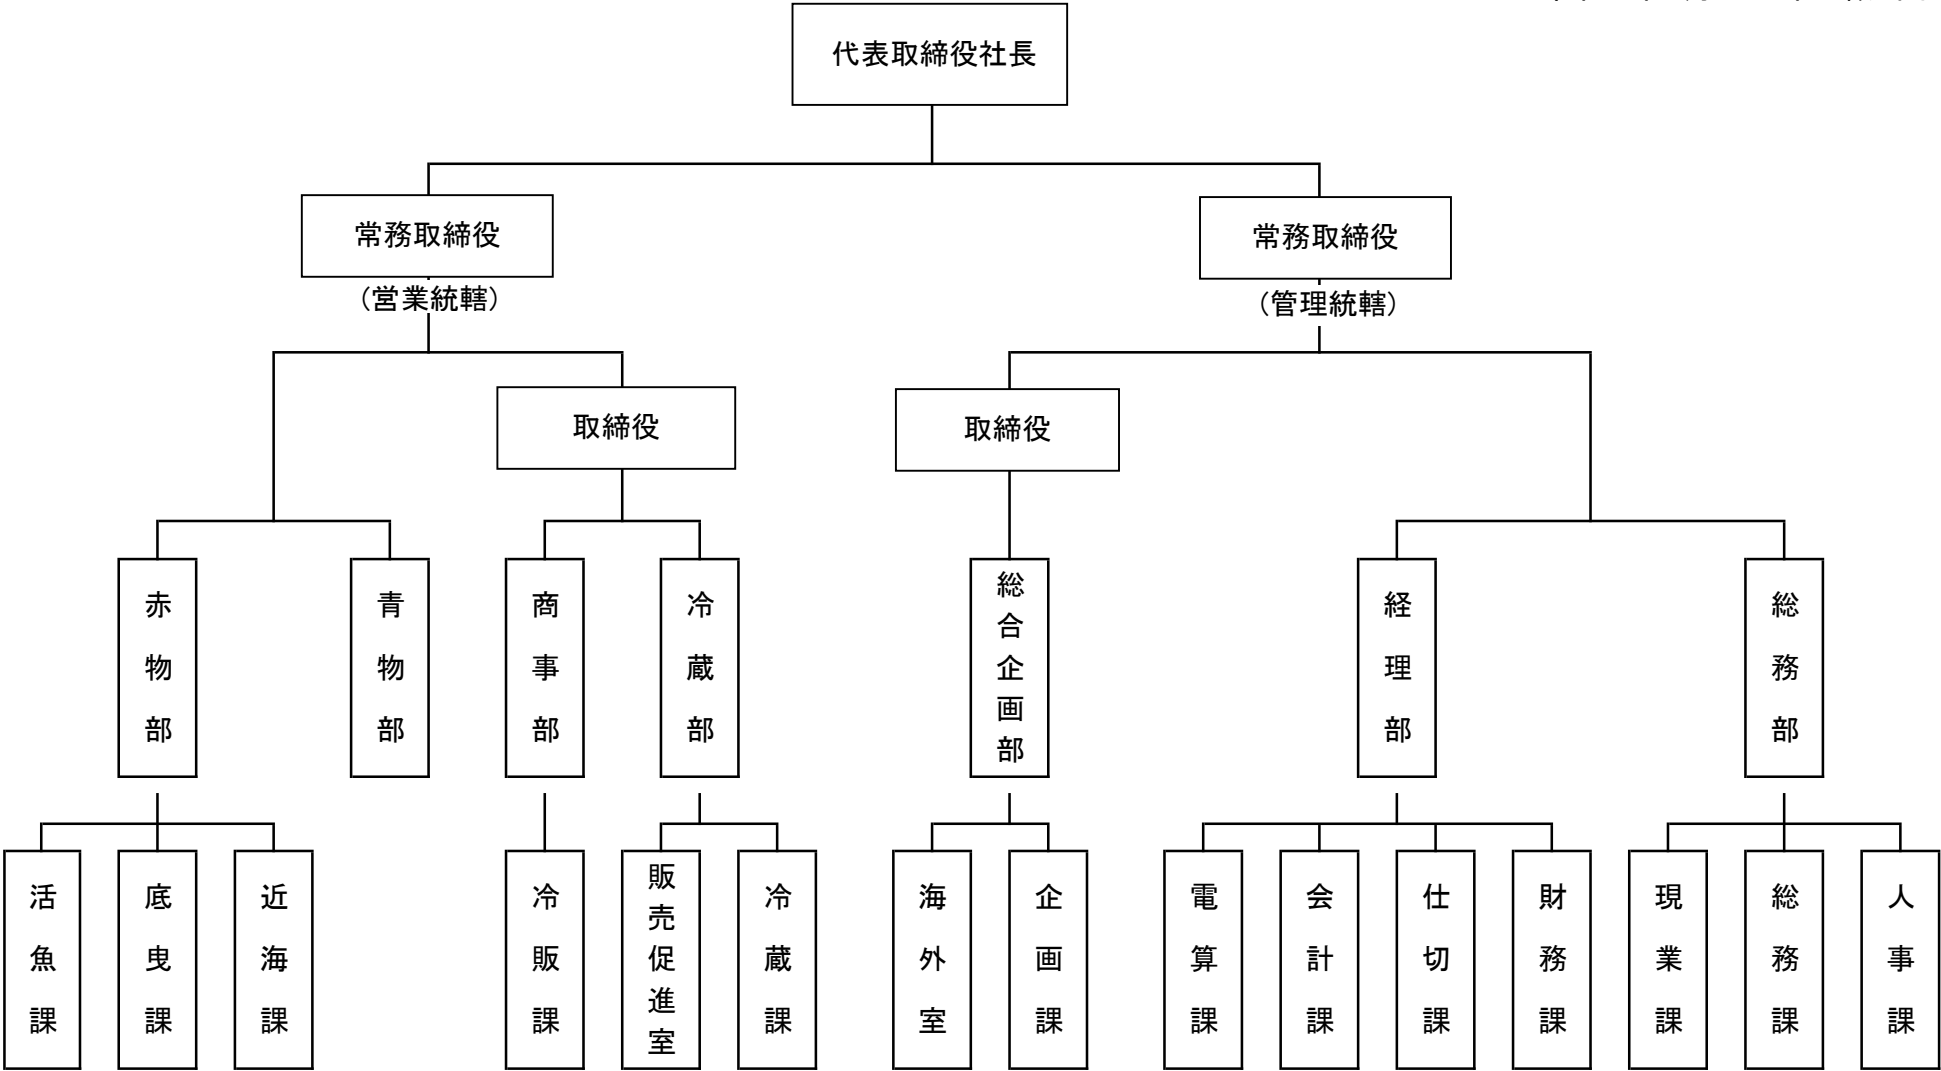 代表取締役社長
常務取締役
(営業統轄)
常務取締役
(管理統轄)
取締役
取締役
赤物部
青物部
商事部
冷蔵部
総合企画部
経理部
総務部
活魚課
底曳課
近海課
冷販課
販売促進室
冷蔵課
海外室
企画課
電算課
会計課
仕切課
財務課
現業課
総務課
人事課